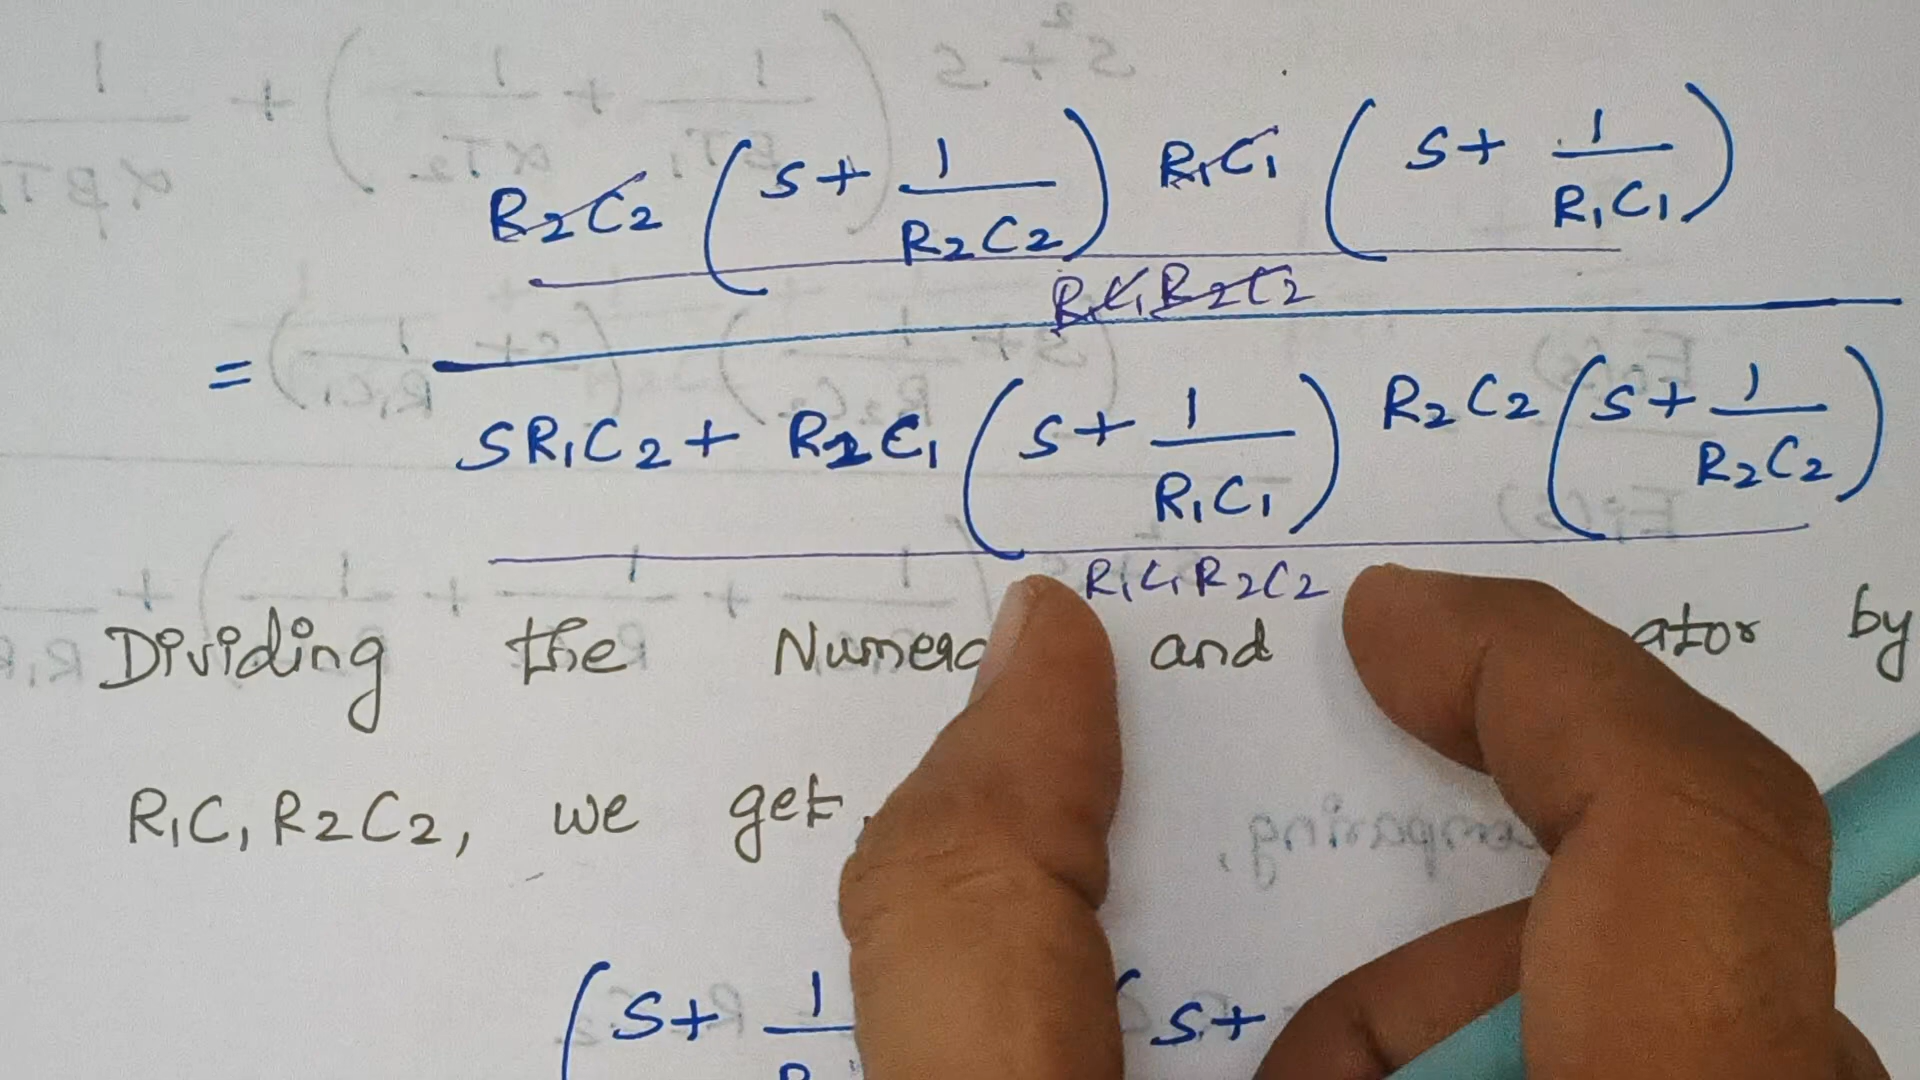 R2C2 (S + 1/R2C2) R1C1 (S + 1/R1C1)
R1C1R2C2
=
SR1C2 + R2C1 (S + 1/R1C1) R2C2 (S + 1/R2C2)
R1C1R2C2
Dividing the Numera and ator by
R1C1R2C2, we get,
(S + 1 S +